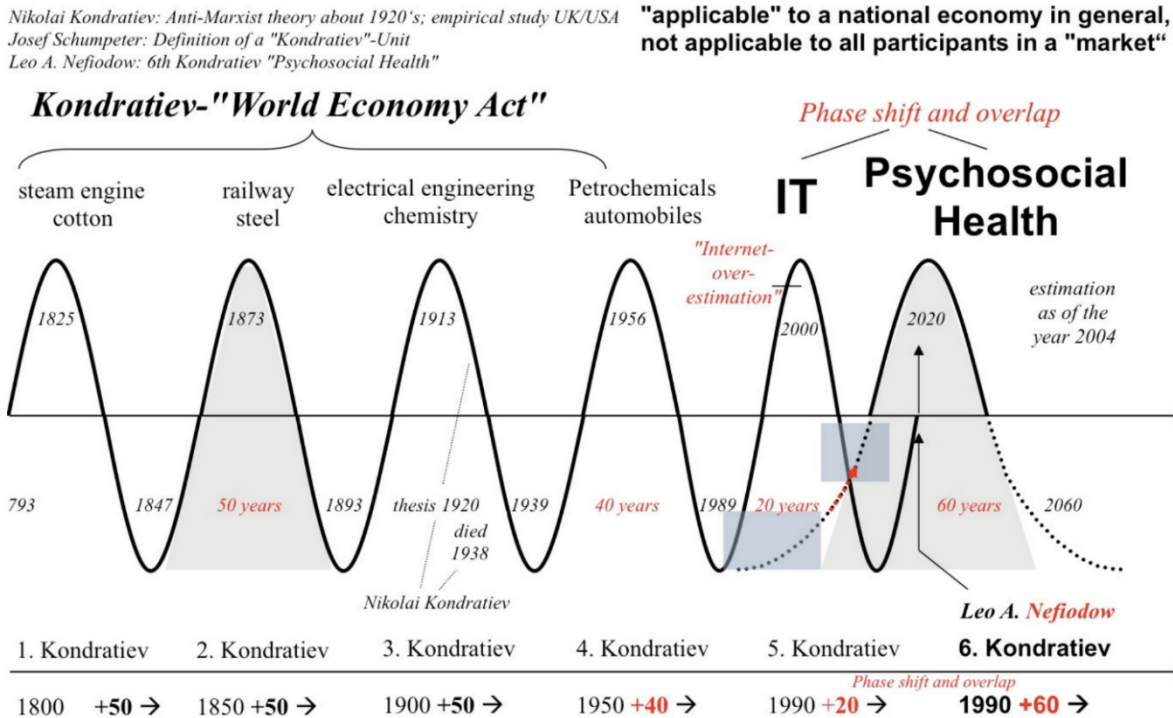 Nikolai Kondratiev: Anti-Marxist theory about 1920's; empirical study UK/USA
Josef Schumpeter: Definition of a "Kondratiev"-Unit
Leo A. Nefiodow: 6th Kondratiev "Psychosocial Health"
"applicable" to a national economy in general,
not applicable to all participants in a "market“
Kondratiev-"World Economy Act"
Phase shift and overlap
steam engine
cotton
railway
steel
electrical engineering
chemistry
Petrochemicals
automobiles
IT
Psychosocial
Health
"Internet-
over-
estimation"
estimation
as of the
year 2004
1825
1873
1913
1956
2000
2020
793
1847
50 years
1893
thesis 1920
died
1938
1939
40 years
1989
20 years
60 years
2060
Nikolai Kondratiev
Leo A. Nefiodow
1. Kondratiev
2. Kondratiev
3. Kondratiev
4. Kondratiev
5. Kondratiev
6. Kondratiev
Phase shift and overlap
1800 +50 →
1850 +50 →
1900 +50 →
1950 +40 →
1990 +20 →
1990 +60 →